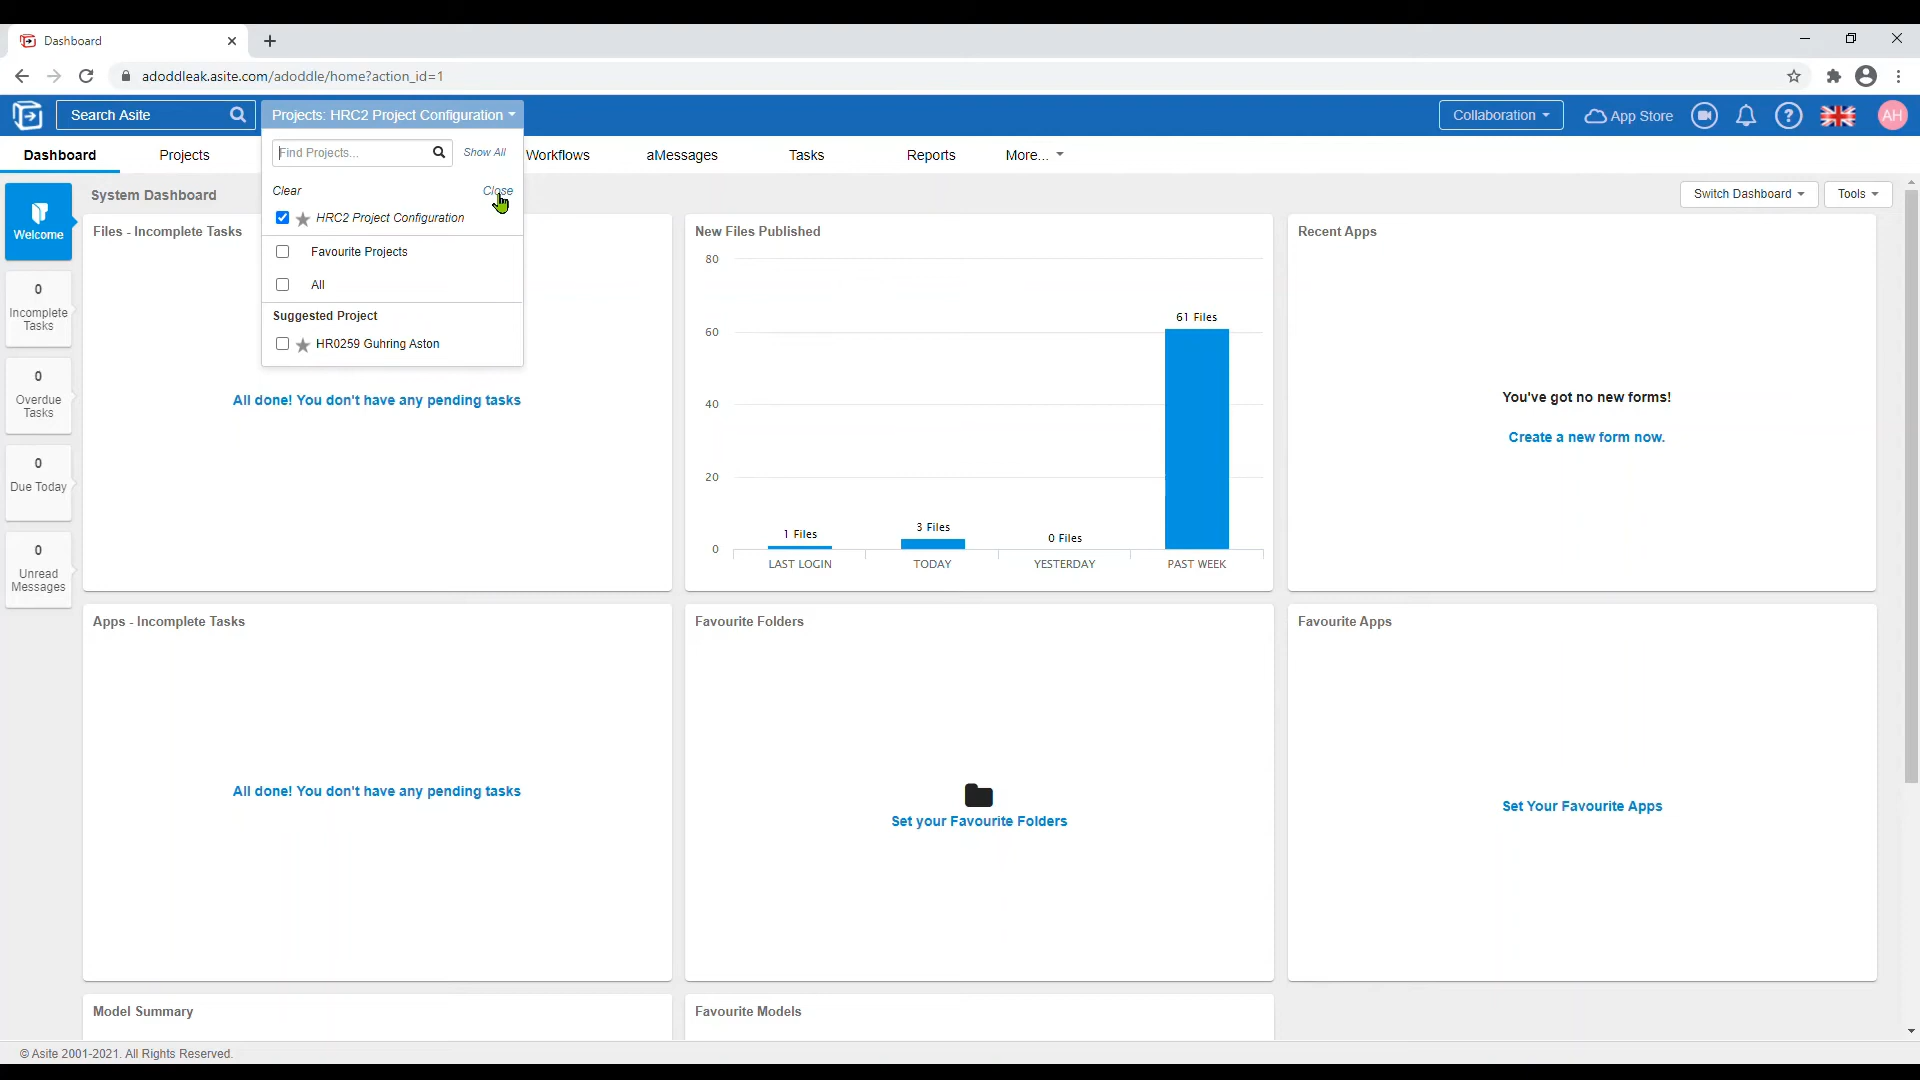 Dashboard
adoddleak.asite.com/adoddle/home?action_id=1
Search Asite
Projects: HRC2 Project Configuration
Collaboration
App Store
AH
Dashboard
Projects
Workflows
aMessages
Tasks
Reports
More...
Find Projects...
Show All
Clear
Close
HRC2 Project Configuration
Favourite Projects
All
Suggested Project
HR0259 Guhring Aston
System Dashboard
Switch Dashboard
Tools
Welcome
0
Incomplete
Tasks
0
Overdue
Tasks
0
Due Today
0
Unread
Messages
Files - Incomplete Tasks
All done! You don't have any pending tasks
New Files Published
80
60
40
20
0
1 Files
3 Files
0 Files
61 Files
LAST LOGIN
TODAY
YESTERDAY
PAST WEEK
Recent Apps
You've got no new forms!
Create a new form now.
Apps - Incomplete Tasks
All done! You don't have any pending tasks
Favourite Folders
Set your Favourite Folders
Favourite Apps
Set Your Favourite Apps
Model Summary
Favourite Models
© Asite 2001-2021. All Rights Reserved.